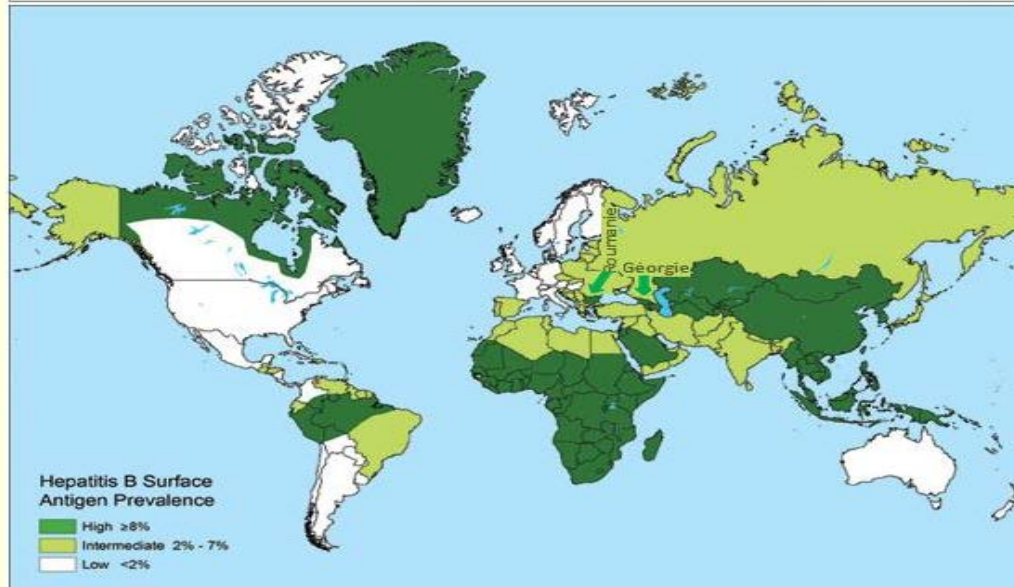 Roumanie
Géorgie
Hepatitis B Surface
Antigen Prevalence
High ≥8%
Intermediate 2% - 7%
Low <2%